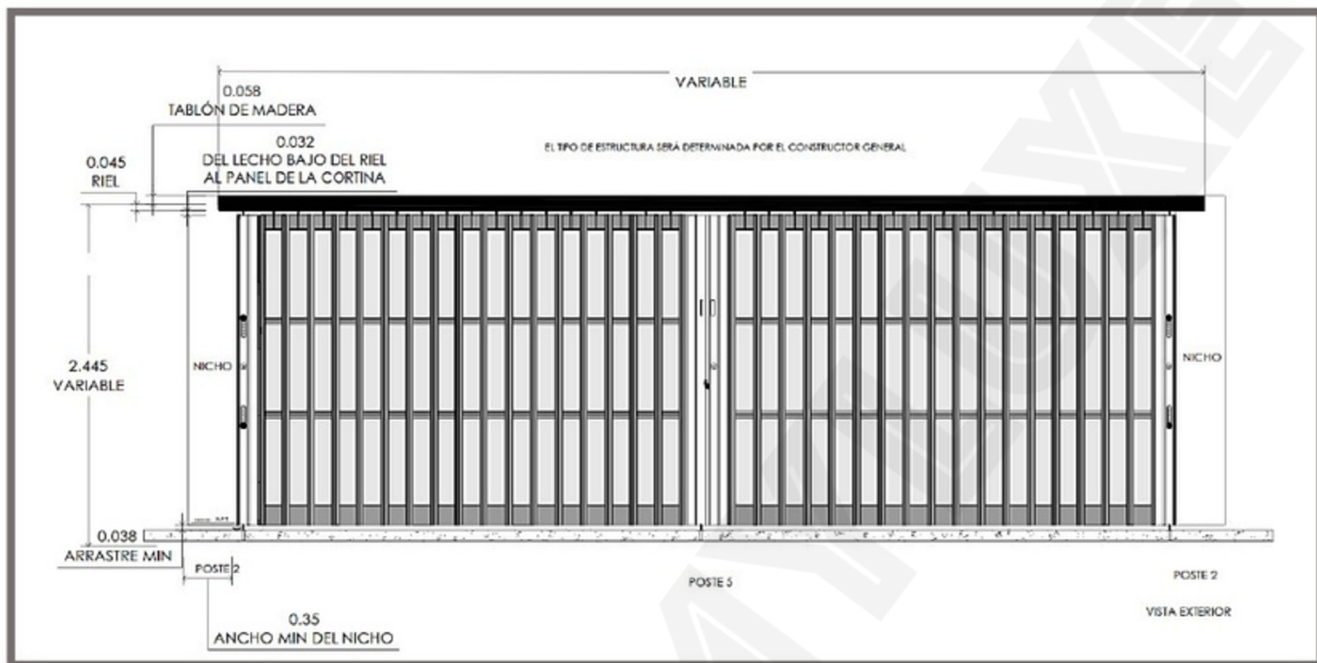 VARIABLE
0.058
TABLÓN DE MADERA
0.032
DEL LECHO BAJO DEL RIEL
AL PANEL DE LA CORTINA
EL TIPO DE ESTRUCTURA SERÁ DETERMINADA POR EL CONSTRUCTOR GENERAL
0.045
RIEL
NICHO
NICHO
2.445
VARIABLE
0.038
ARRASTRE MIN
POSTE 2
POSTE 5
POSTE 2
VISTA EXTERIOR
0.35
ANCHO MIN DEL NICHO